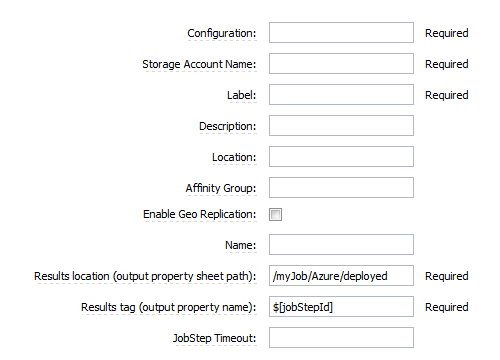 Configuration: Required
Storage Account Name: Required
Label: Required
Description:
Location:
Affinity Group:
Enable Geo Replication:
Name:
Results location (output property sheet path): /myJob/Azure/deployed Required
Results tag (output property name): $[jobStepId] Required
JobStep Timeout: